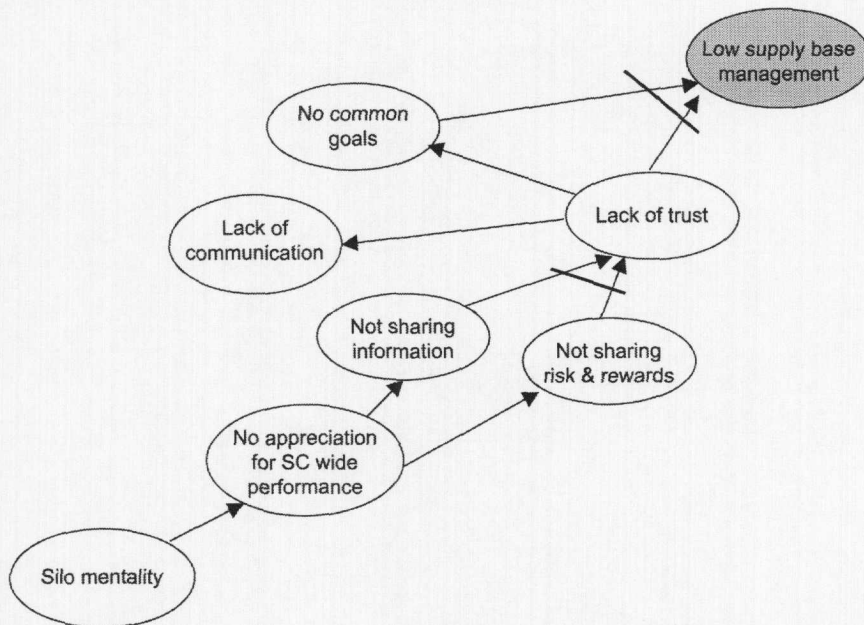 Low supply base
management
No common
goals
Lack of trust
Lack of
communication
Not sharing
information
Not sharing
risk & rewards
No appreciation
for SC wide
performance
Silo mentality